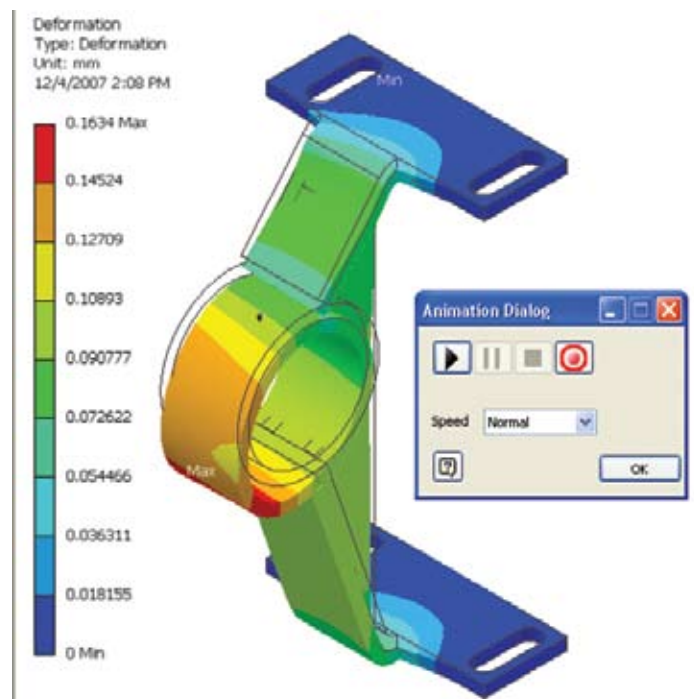 Deformation
Type: Deformation
Unit: mm
12/4/2007 2:08 PM
0.1634 Max
0.14524
0.12709
0.10893
0.090777
0.072622
0.054466
0.036311
0.018155
0 Min
Min
Max
Animation Dialog
Speed Normal
OK